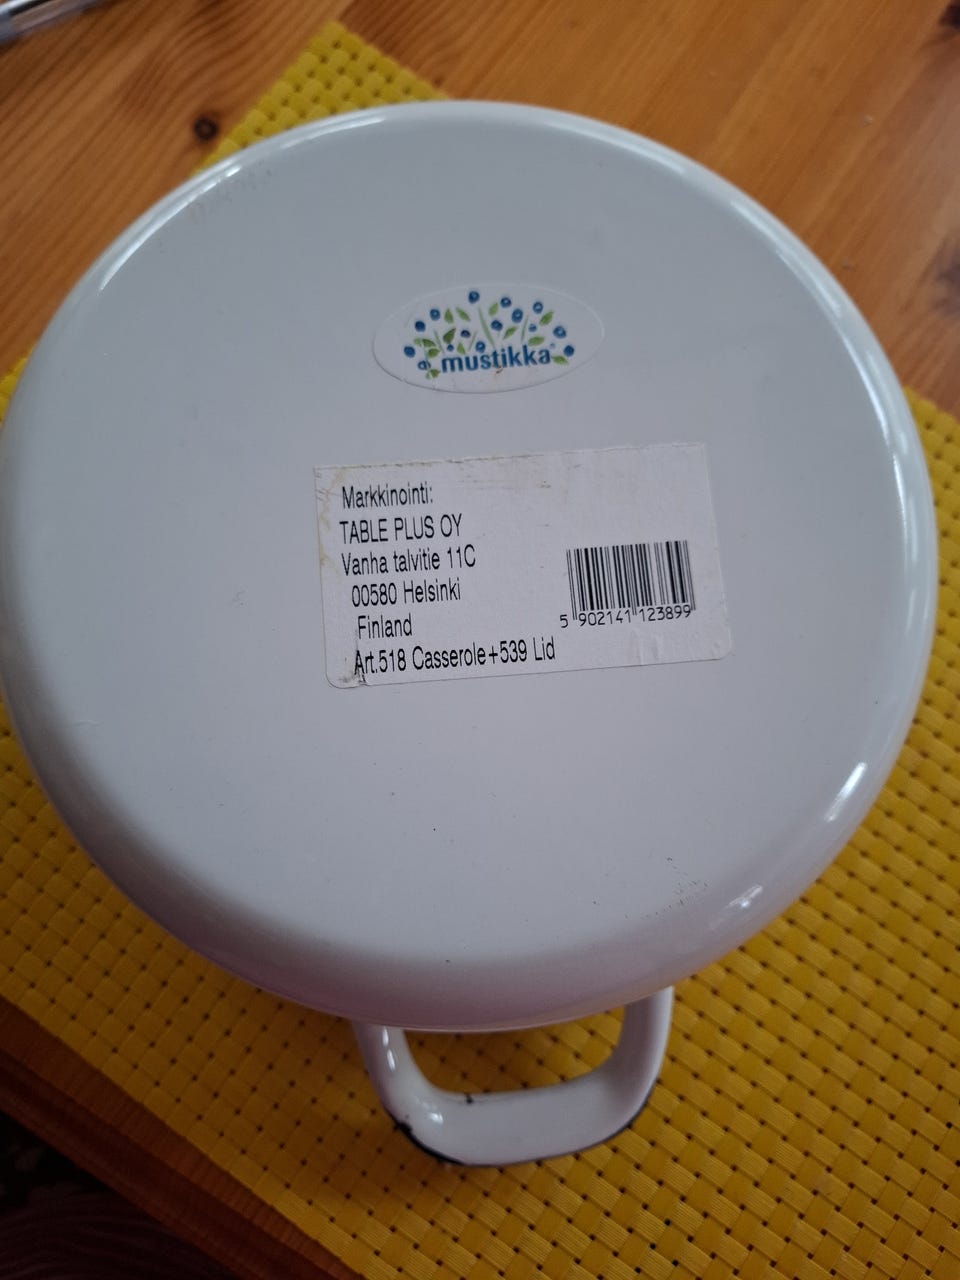 mustikka
Markkinointi:
TABLE PLUS OY
Vanha talvitie 11C
00580 Helsinki
Finland
Art.518 Casserole+539 Lid
5 902141 123899